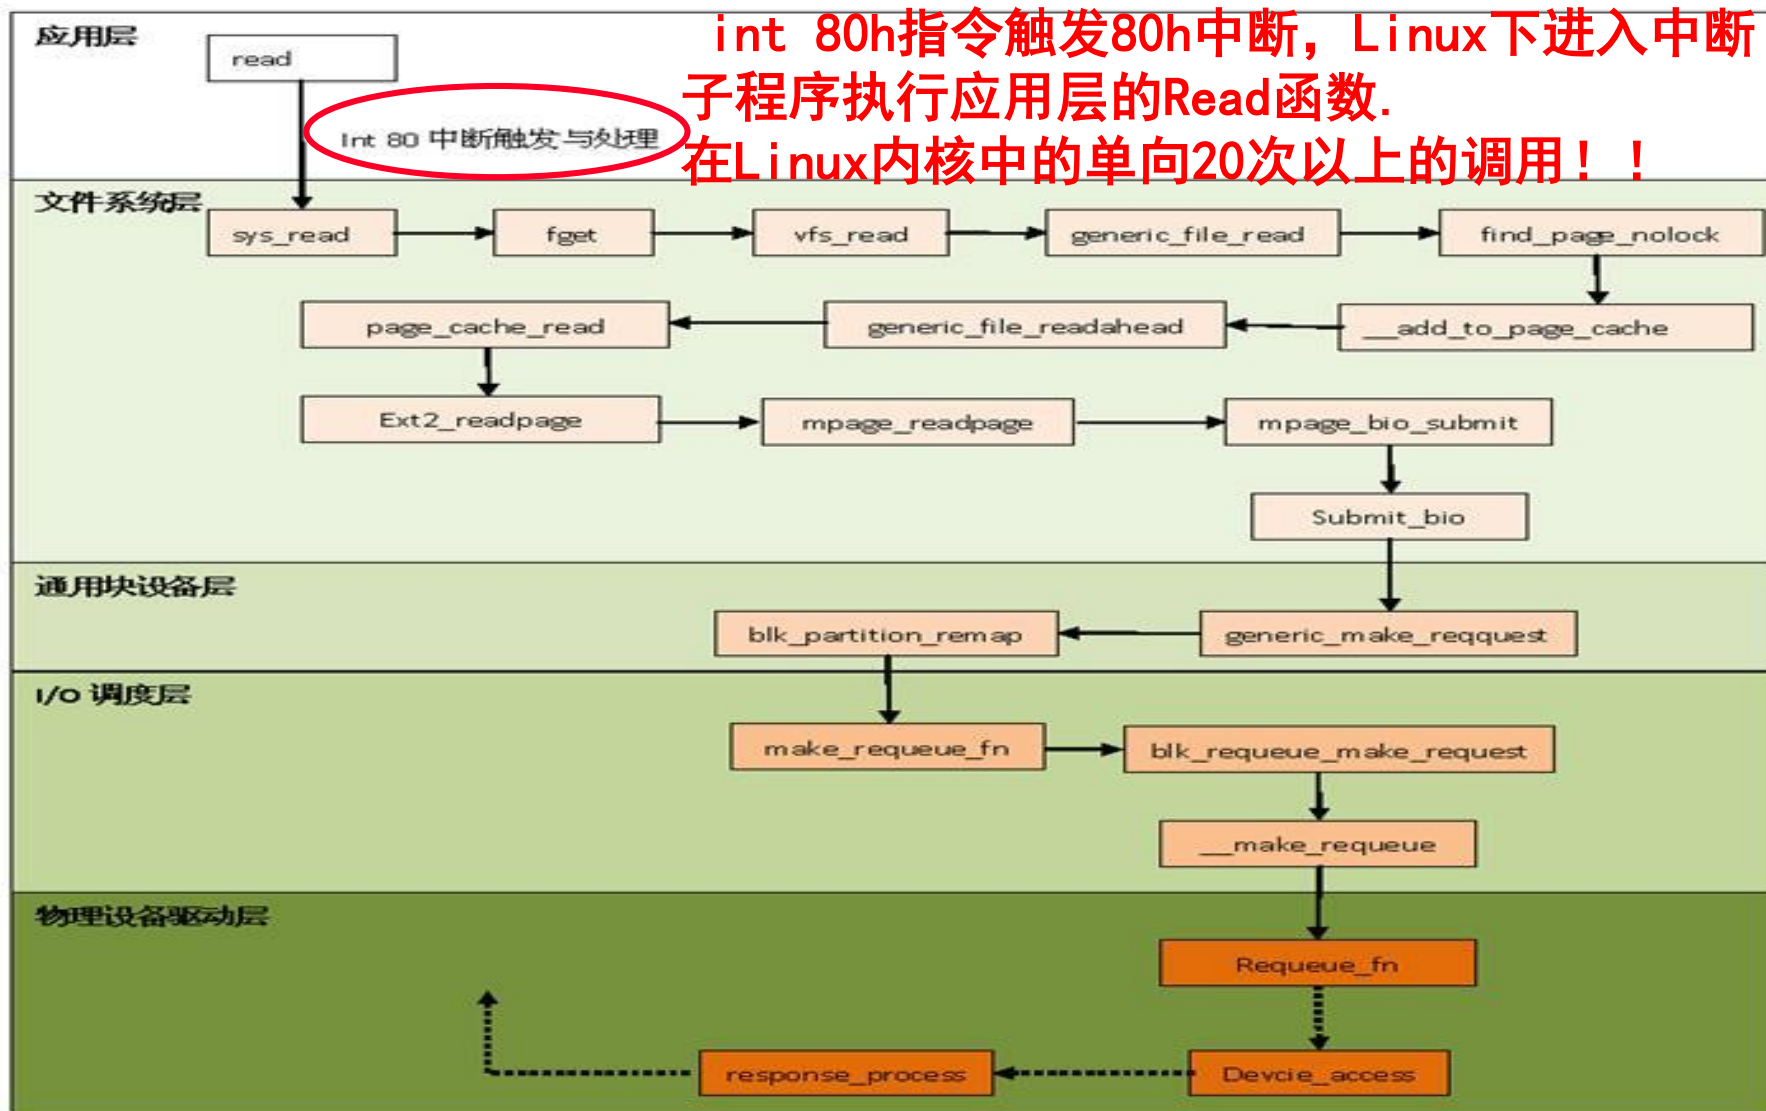 int 80h指令触发80h中断，Linux下进入中断
子程序执行应用层的Read函数.
在Linux内核中的单向20次以上的调用！！
应用层
read
Int 80 中断触发与处理
文件系统层
sys_read
fget
vfs_read
generic_file_read
find_page_nolock
page_cache_read
generic_file_readahead
__add_to_page_cache
Ext2_readpage
mpage_readpage
mpage_bio_submit
Submit_bio
通用块设备层
blk_partition_remap
generic_make_reqquest
I/O 调度层
make_requeue_fn
blk_requeue_make_request
__make_requeue
物理设备驱动层
Requeue_fn
response_process
Devcie_access